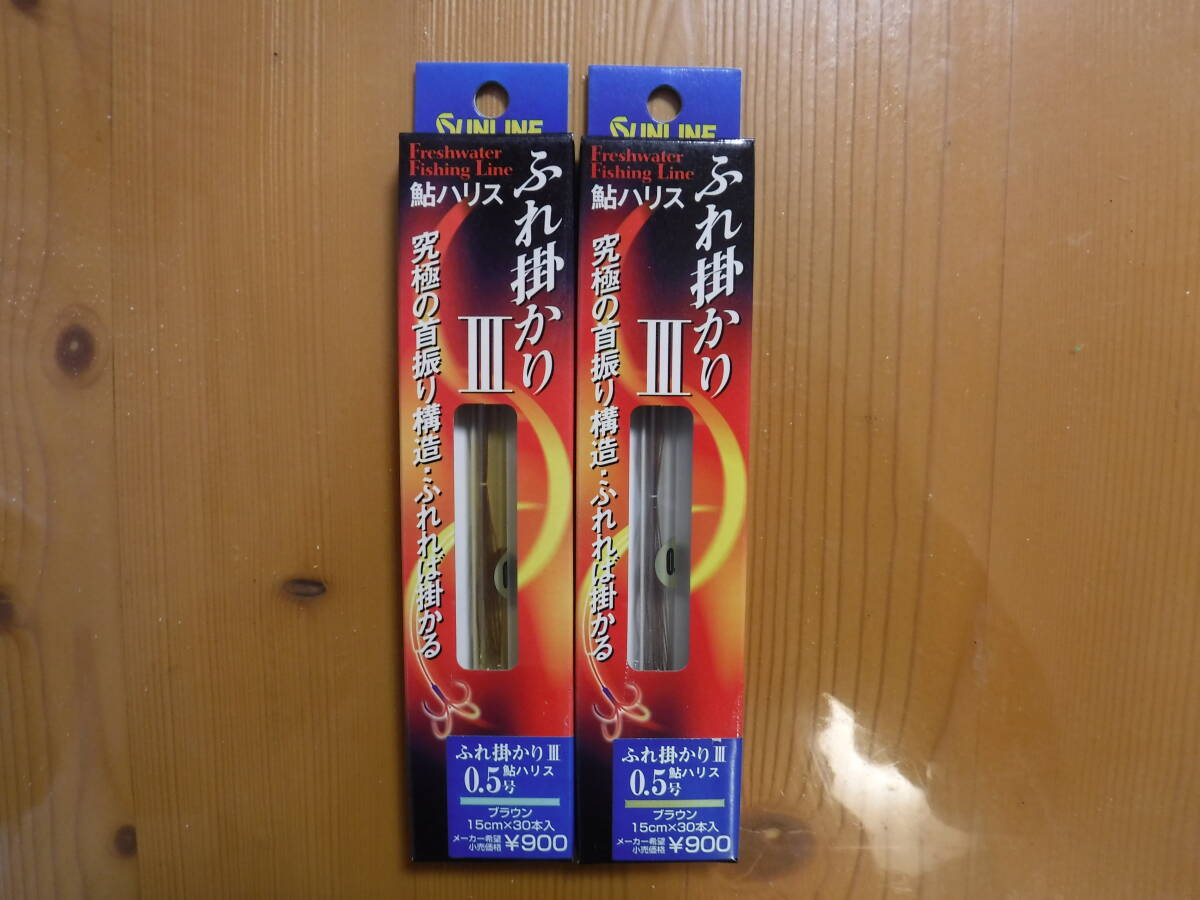 SUNLINE
Freshwater
Fishing Line
鮎ハリス
ふれ掛かり
III
究極の首振り構造・ふれれば掛かる
ふれ掛かりIII
0.5号 鮎ハリス
ブラウン
15cm×30本入
メーカー希望
小売価格 ¥900
SUNLINE
Freshwater
Fishing Line
鮎ハリス
ふれ掛かり
III
究極の首振り構造・ふれれば掛かる
ふれ掛かりIII
0.5号 鮎ハリス
ブラウン
15cm×30本入
メーカー希望
小売価格 ¥900